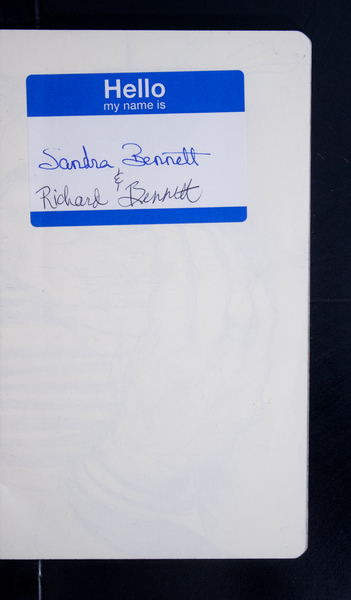 Hello
my name is
Sandra Bennett
&
Richard Bennett